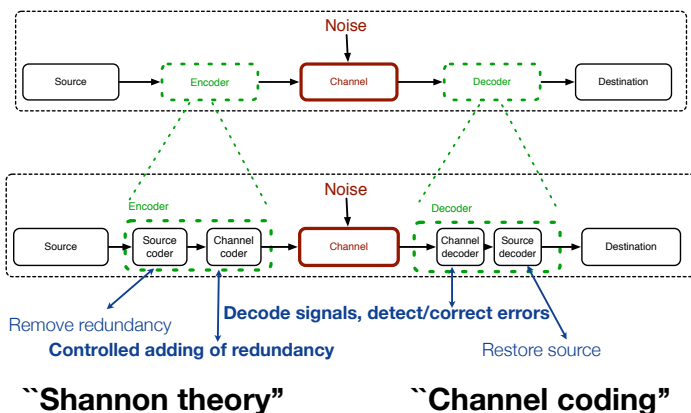 Noise
Source
Encoder
Channel
Decoder
Destination
Noise
Encoder
Decoder
Source
Source
coder
Channel
coder
Channel
Channel
decoder
Source
decoder
Destination
Remove redundancy
Decode signals, detect/correct errors
Controlled adding of redundancy
Restore source
``Shannon theory”
``Channel coding”